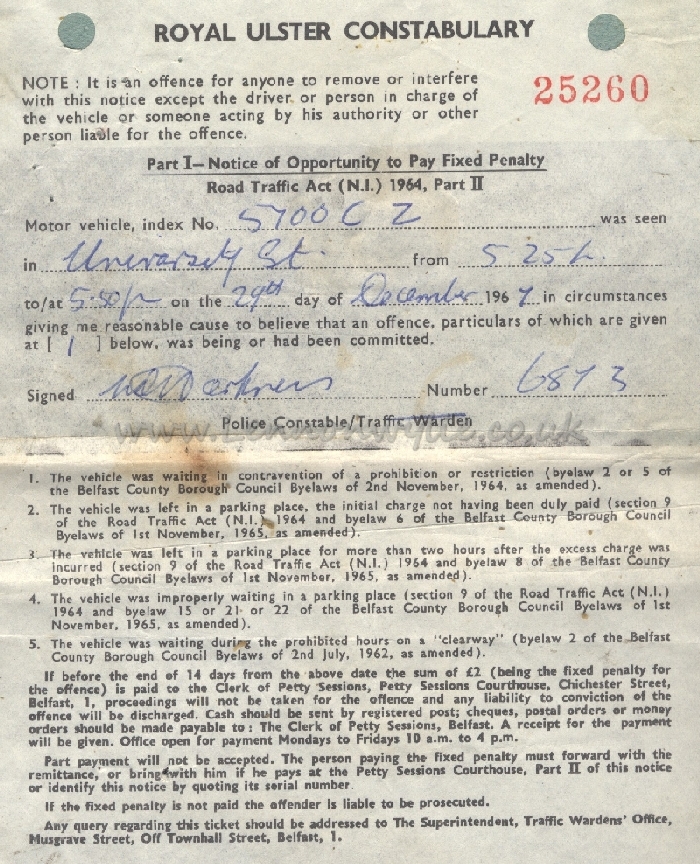 ROYAL ULSTER CONSTABULARY
NOTE : It is an offence for anyone to remove or interfere
with this notice except the driver or person in charge of
the vehicle or someone acting by his authority or other
person liable for the offence.
25260
Part I—Notice of Opportunity to Pay Fixed Penalty
Road Traffic Act (N.I.) 1964, Part II
Motor vehicle, index No. 5700 C Z was seen
in University St. from 5 25
to/at 5.30 on the 29th day of December 1967 in circumstances
giving me reasonable cause to believe that an offence, particulars of which are given
at [ 1 ] below, was being or had been committed.
Signed Number 6873
Police Constable/Traffic Warden
1. The vehicle was waiting in contravention of a prohibition or restriction (byelaw 2 or 5 of
the Belfast County Borough Council Byelaws of 2nd November, 1964, as amended).
2. The vehicle was left in a parking place, the initial charge not having been duly paid (section 9
of the Road Traffic Act (N.I.) 1964 and byelaw 6 of the Belfast County Borough Council
Byelaws of 1st November, 1965, as amended).
3. The vehicle was left in a parking place for more than two hours after the excess charge was
incurred (section 9 of the Road Traffic Act (N.I.) 1964 and byelaw 8 of the Belfast County
Borough Council Byelaws of 1st November, 1965, as amended).
4. The vehicle was improperly waiting in a parking place (section 9 of the Road Traffic Act (N.I.)
1964 and byelaw 15 or 21 or 22 of the Belfast County Borough Council Byelaws of 1st
November, 1965, as amended).
5. The vehicle was waiting during the prohibited hours on a "clearway" (byelaw 2 of the Belfast
County Borough Council Byelaws of 2nd July, 1962, as amended).
If before the end of 14 days from the above date the sum of £2 (being the fixed penalty for
the offence) is paid to the Clerk of Petty Sessions, Petty Sessions Courthouse, Chichester Street,
Belfast, 1, proceedings will not be taken for the offence and any liability to conviction of the
offence will be discharged. Cash should be sent by registered post; cheques, postal orders or money
orders should be made payable to : The Clerk of Petty Sessions, Belfast. A receipt for the payment
will be given. Office open for payment Mondays to Fridays 10 a.m. to 4 p.m.
Part payment will not be accepted. The person paying the fixed penalty must forward with the
remittance, or bring with him if he pays at the Petty Sessions Courthouse, Part II of this notice
or identify this notice by quoting its serial number.
If the fixed penalty is not paid the offender is liable to be prosecuted.
Any query regarding this ticket should be addressed to The Superintendent, Traffic Wardens' Office,
Musgrave Street, Off Townhall Street, Belfast, 1.